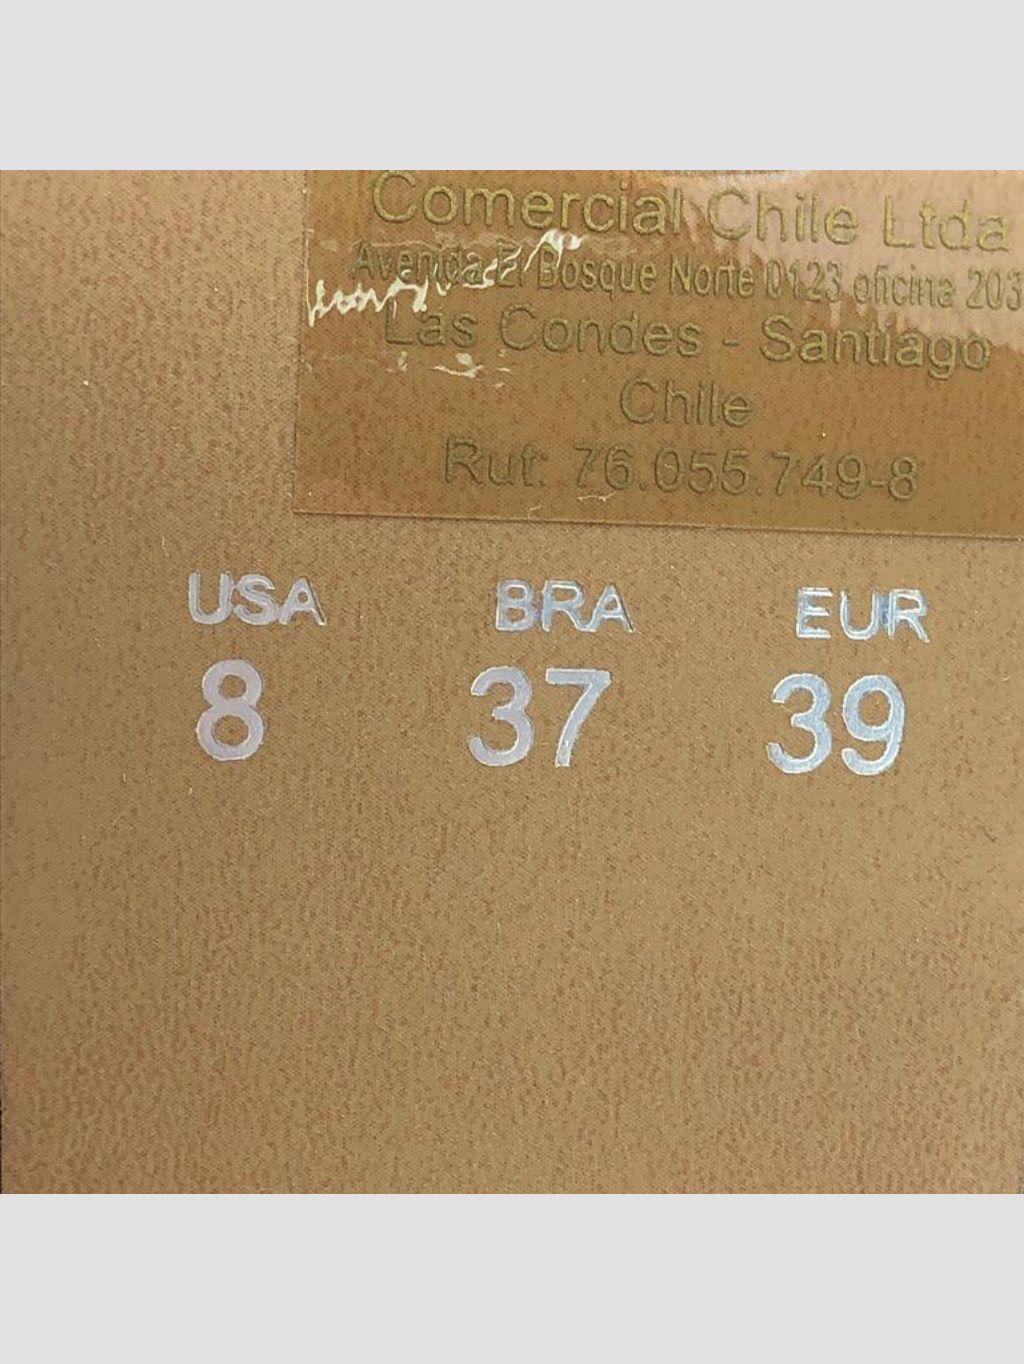 Comercial Chile Ltda
Avenida El Bosque Norte 0123 oficina 203
Las Condes - Santiago
Chile
Rut: 76.055.749-8
USA BRA EUR
8 37 39